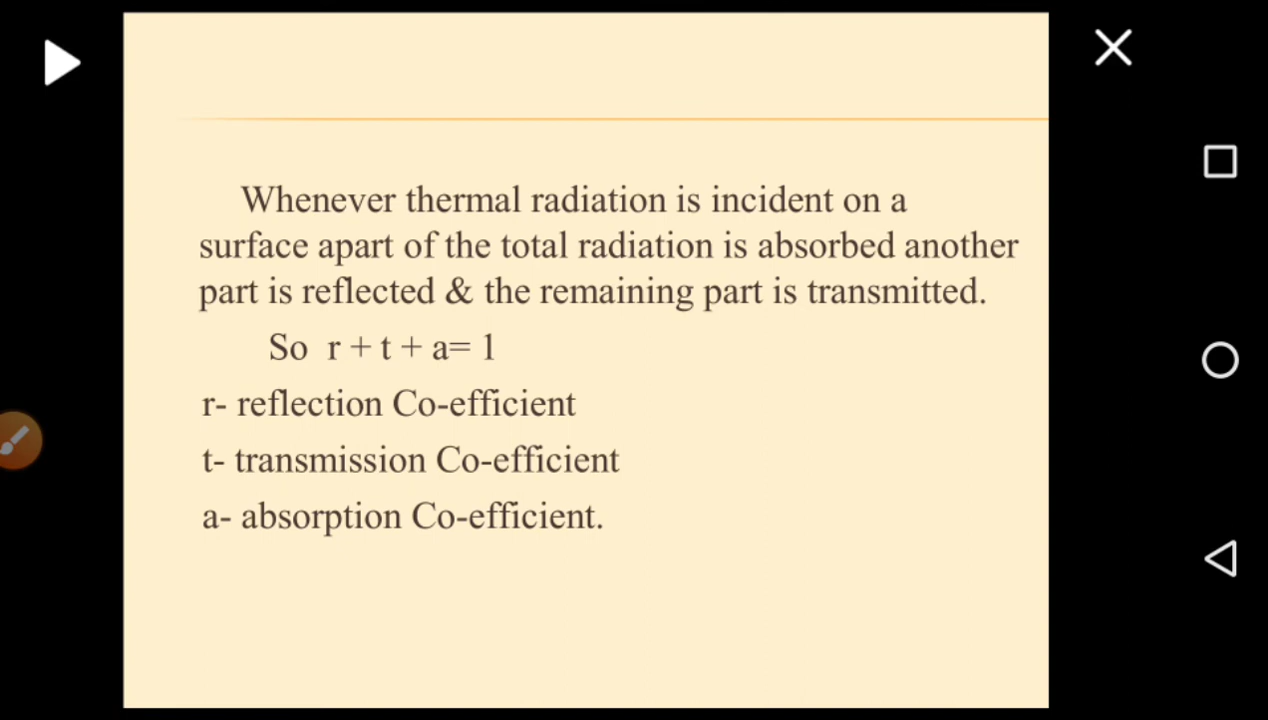 Whenever thermal radiation is incident on a
surface apart of the total radiation is absorbed another
part is reflected & the remaining part is transmitted.
So r + t + a= 1
r- reflection Co-efficient
t- transmission Co-efficient
a- absorption Co-efficient.